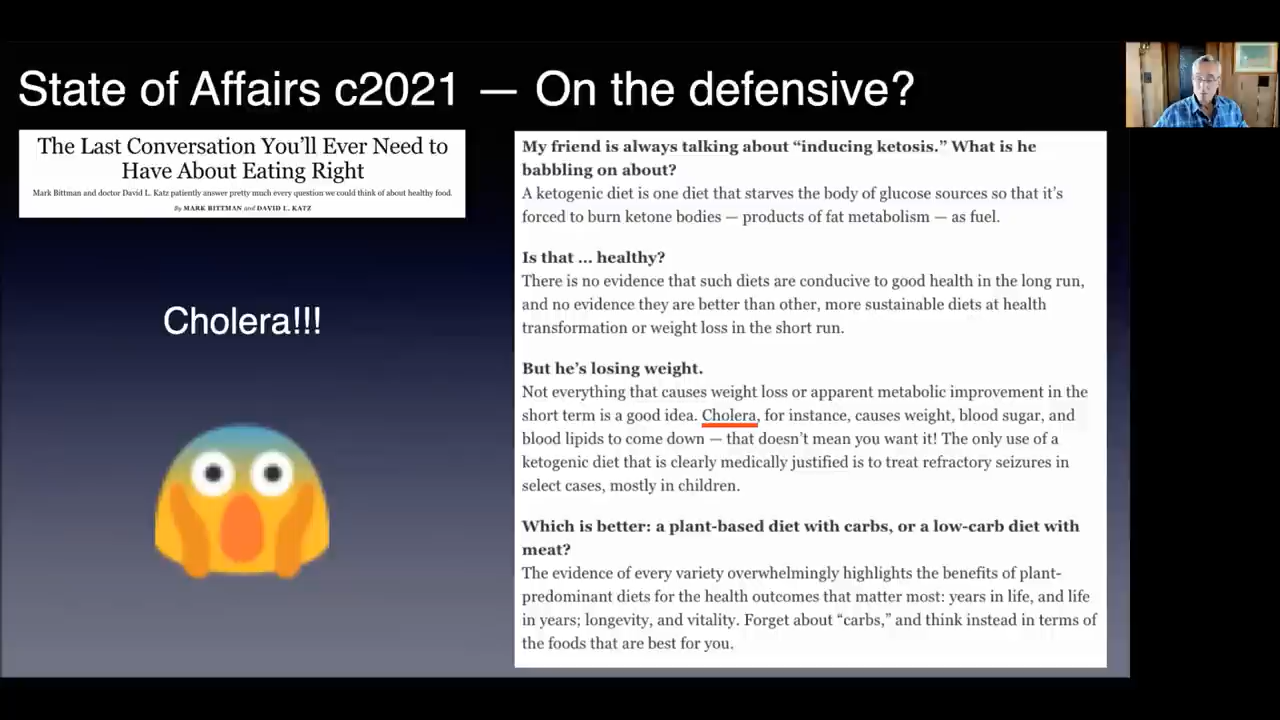 State of Affairs c2021 — On the defensive?
The Last Conversation You’ll Ever Need to
Have About Eating Right
Mark Bittman and doctor David L. Katz patiently answer pretty much every question we could think of about healthy food.
By MARK BITTMAN and DAVID L. KATZ
Cholera!!!
My friend is always talking about “inducing ketosis.” What is he
babbling on about?
A ketogenic diet is one diet that starves the body of glucose sources so that it’s
forced to burn ketone bodies — products of fat metabolism — as fuel.
Is that ... healthy?
There is no evidence that such diets are conducive to good health in the long run,
and no evidence they are better than other, more sustainable diets at health
transformation or weight loss in the short run.
But he’s losing weight.
Not everything that causes weight loss or apparent metabolic improvement in the
short term is a good idea. Cholera, for instance, causes weight, blood sugar, and
blood lipids to come down — that doesn’t mean you want it! The only use of a
ketogenic diet that is clearly medically justified is to treat refractory seizures in
select cases, mostly in children.
Which is better: a plant-based diet with carbs, or a low-carb diet with
meat?
The evidence of every variety overwhelmingly highlights the benefits of plant-
predominant diets for the health outcomes that matter most: years in life, and life
in years; longevity, and vitality. Forget about “carbs,” and think instead in terms of
the foods that are best for you.